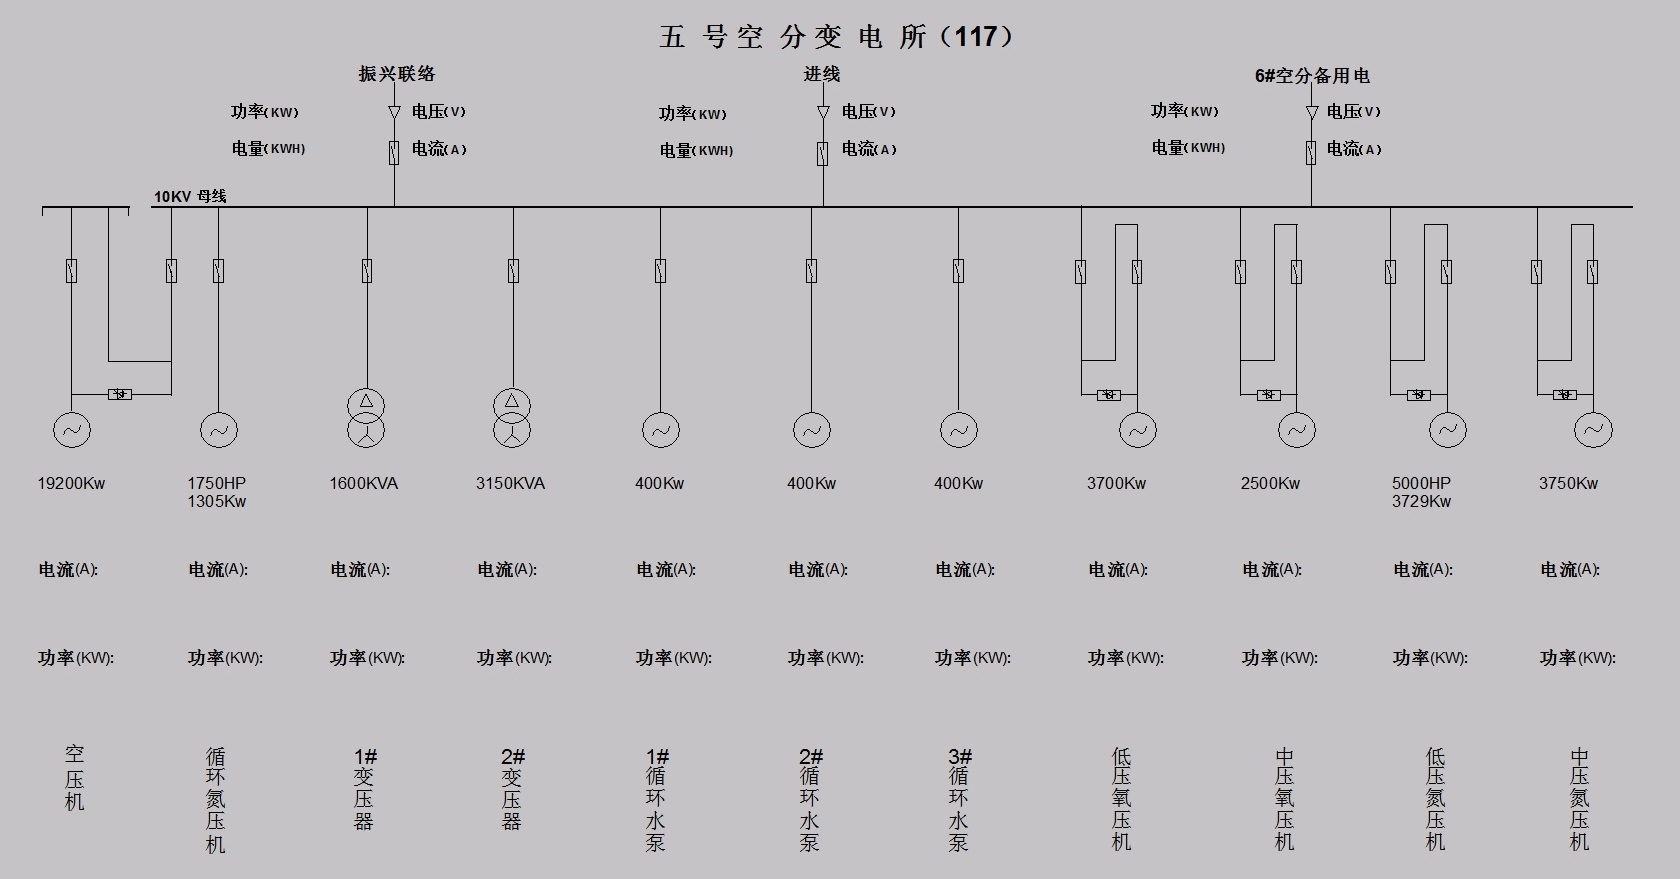 五号空分变电所（117）
振兴联络 进线 6#空分备用电
功率(KW) 电压(V) 功率(KW) 电压(V) 功率(KW) 电压(V)
电量(KWH) 电流(A) 电量(KWH) 电流(A) 电量(KWH) 电流(A)
10KV 母线
19200Kw 1750HP 1600KVA 3150KVA 400Kw 400Kw 400Kw 3700Kw 2500Kw 5000HP 3750Kw
1305Kw 3729Kw
电流(A): 电流(A): 电流(A): 电流(A): 电流(A): 电流(A): 电流(A): 电流(A): 电流(A): 电流(A): 电流(A):
功率(KW): 功率(KW): 功率(KW): 功率(KW): 功率(KW): 功率(KW): 功率(KW): 功率(KW): 功率(KW): 功率(KW): 功率(KW):
空压机
循环氮压机
1#变压器
2#变压器
1#循环水泵
2#循环水泵
3#循环水泵
低压氧压机
中压氧压机
低压氮压机
中压氮压机